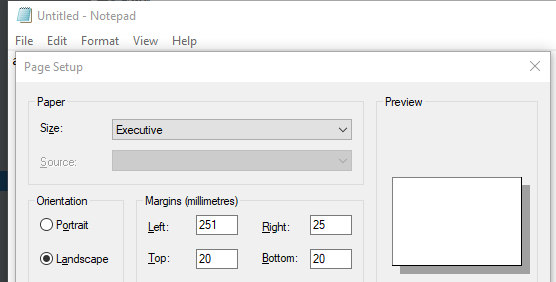 Untitled - Notepad
File Edit Format View Help
Page Setup
Paper
Size: Executive
Source:
Orientation
Portrait
Landscape
Margins (millimetres)
Left: 251 Right: 25
Top: 20 Bottom: 20
Preview